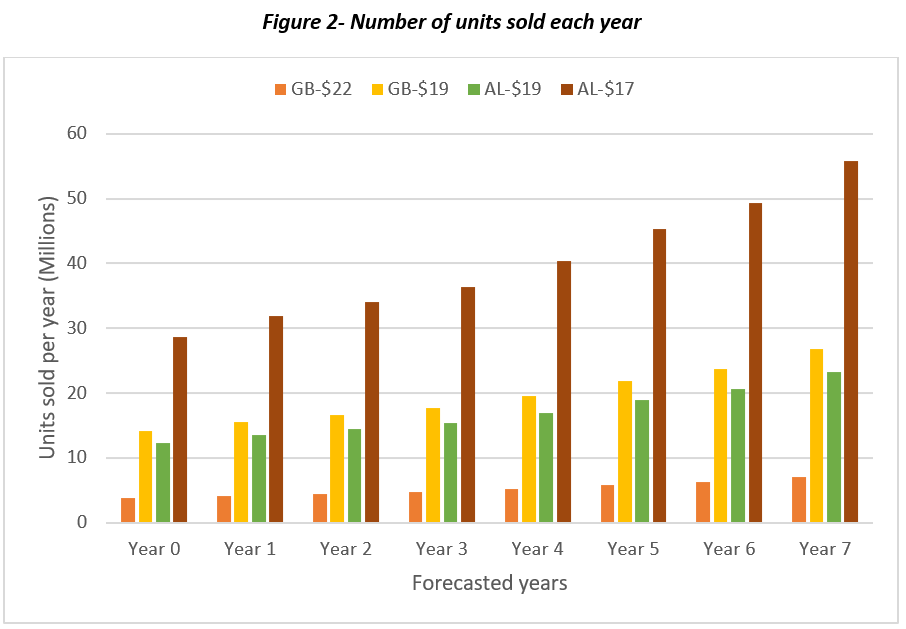 Figure 2- Number of units sold each year
GB-$22 GB-$19 AL-$19 AL-$17
60
50
40
30
20
10
0
Units sold per year (Millions)
Year 0 Year 1 Year 2 Year 3 Year 4 Year 5 Year 6 Year 7
Forecasted years